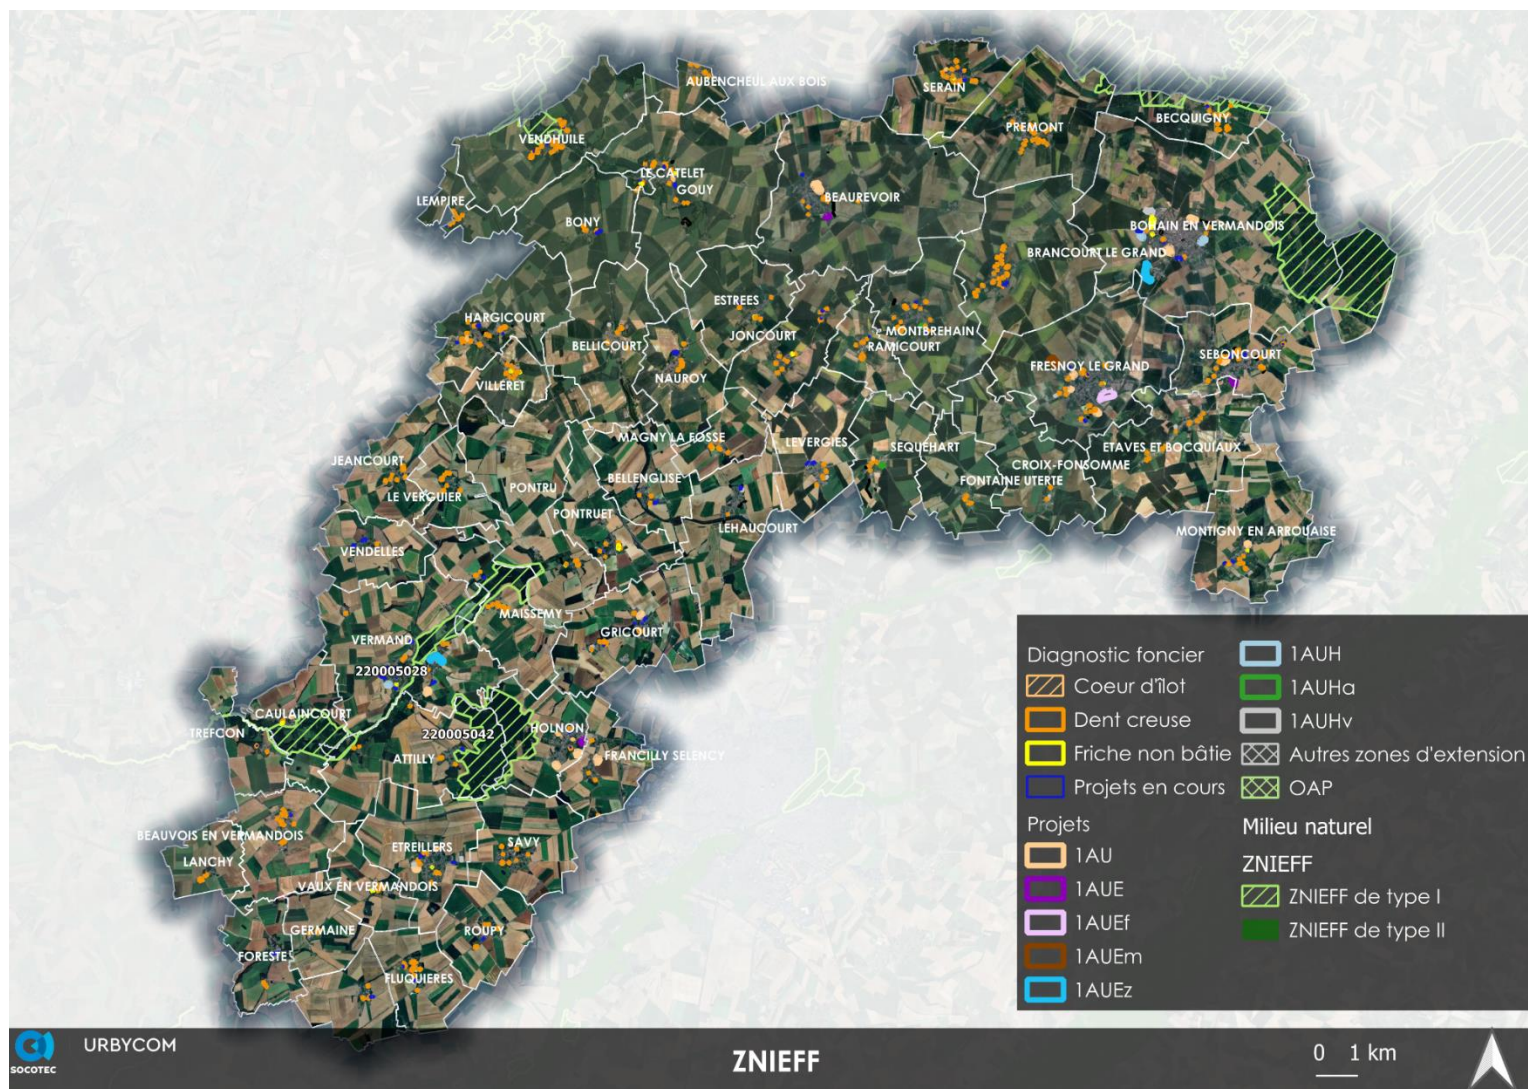 AUBENCHEUL AUX BOIS
SERAIN
BECQUIGNY
PREMONT
VENDHUILE
LE CATELET
GOUY
BEAUREVOIR
LEMPIRE
BONY
BOHAIN EN VERMANDOIS
BRANCOURT LE GRAND
ESTREES
HARGICOURT
JONCOURT
MONTBREHAIN
BELLICOURT
RAMICOURT
SEBONCOURT
FRESNOY LE GRAND
NAUROY
VILLERET
MAGNY LA FOSSE
LEVERGIES
SEQUEHART
ETAVES ET BOCQUIAUX
JEANCOURT
CROIX-FONSOMME
BELLENGLISE
FONTAINE UTERTE
PONTRU
LE VERGUIER
PONTRUET
LEHAUCOURT
MONTIGNY EN ARROUAISE
VENDELLES
MAISSEMY
GRICOURT
VERMAND
220005028
CAULAINCOURT
TREFCON
220005042
HOLNON
FRANCILLY SELENCY
ATTILLY
BEAUVOIS EN VERMANDOIS
SAVY
ETREILLERS
LANCHY
VAUX EN VERMANDOIS
GERMAINE
ROUPY
FORESTE
FLUQUIERES
Diagnostic foncier
Coeur d'îlot
Dent creuse
Friche non bâtie
Projets en cours
Projets
1AU
1AUE
1AUEf
1AUEm
1AUEz
1AUH
1AUHa
1AUHv
Autres zones d'extension
OAP
Milieu naturel
ZNIEFF
ZNIEFF de type I
ZNIEFF de type II
SOCOTEC
URBYCOM
ZNIEFF
0 1 km